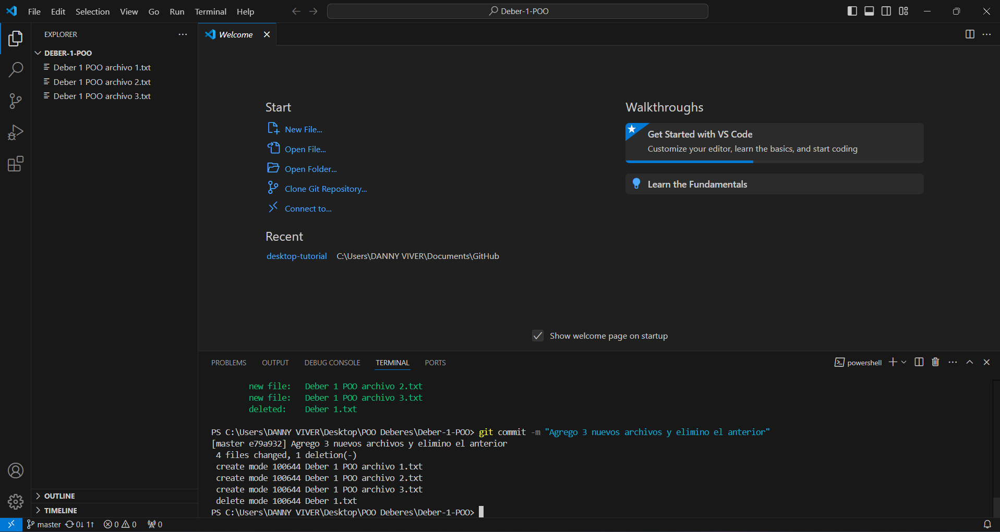 File Edit Selection View Go Run Terminal Help
Deber-1-POO
EXPLORER
DEBER-1-POO
Deber 1 POO archivo 1.txt
Deber 1 POO archivo 2.txt
Deber 1 POO archivo 3.txt
OUTLINE
TIMELINE
Welcome
Start
New File...
Open File...
Open Folder...
Clone Git Repository...
Connect to...
Recent
desktop-tutorial C:\Users\DANNY VIVER\Documents\GitHub
Walkthroughs
Get Started with VS Code
Customize your editor, learn the basics, and start coding
Learn the Fundamentals
Show welcome page on startup
PROBLEMS OUTPUT DEBUG CONSOLE TERMINAL PORTS
powershell
new file: Deber 1 POO archivo 2.txt
new file: Deber 1 POO archivo 3.txt
deleted: Deber 1.txt
PS C:\Users\DANNY VIVER\Desktop\POO Deberes\Deber-1-POO> git commit -m "Agrego 3 nuevos archivos y elimino el anterior"
[master e79a932] Agrego 3 nuevos archivos y elimino el anterior
4 files changed, 1 deletion(-)
create mode 100644 Deber 1 POO archivo 1.txt
create mode 100644 Deber 1 POO archivo 2.txt
create mode 100644 Deber 1 POO archivo 3.txt
delete mode 100644 Deber 1.txt
PS C:\Users\DANNY VIVER\Desktop\POO Deberes\Deber-1-POO>
master 0↓ 1↑ 0 0 0